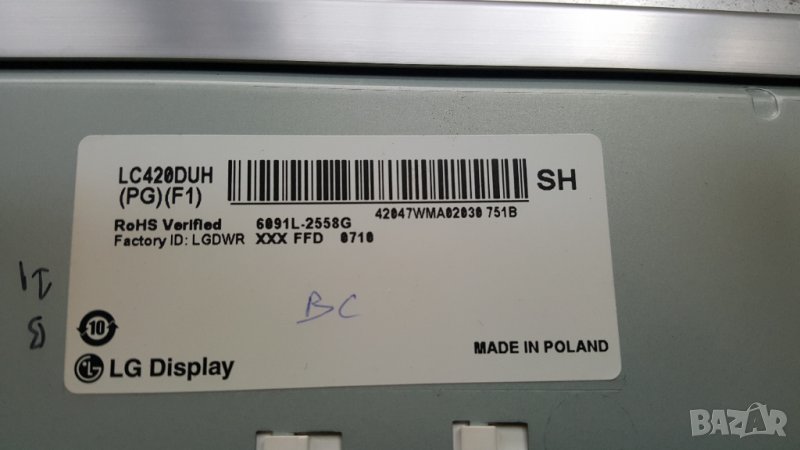 LC420DUH
(PG)(F1)
SH
42047WMA02030 751B
RoHS Verified 6091L-2558G
Factory ID: LGDWR XXX FFD 0710
BC
10
LG Display
MADE IN POLAND
B
BAZAR